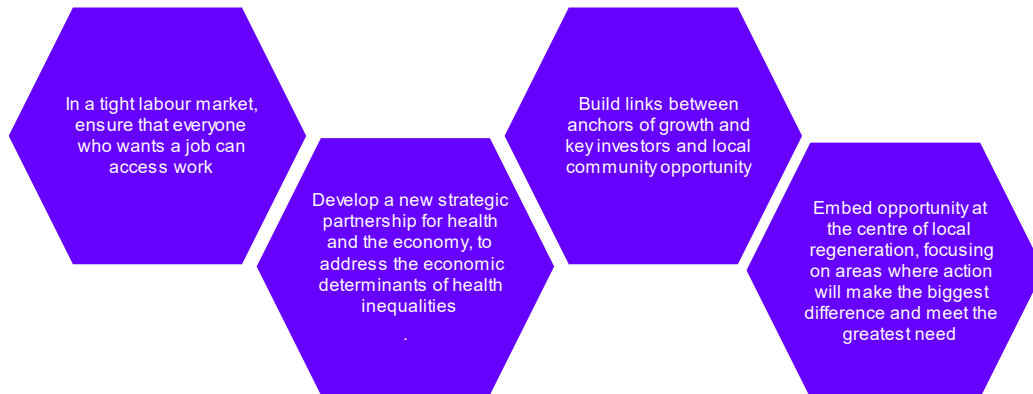 In a tight labour market,
ensure that everyone
who wants a job can
access work
Develop a new strategic
partnership for health
and the economy, to
address the economic
determinants of health
inequalities
.
Build links between
anchors of growth and
key investors and local
community opportunity
Embed opportunity at
the centre of local
regeneration, focusing
on areas where action
will make the biggest
difference and meet the
greatest need